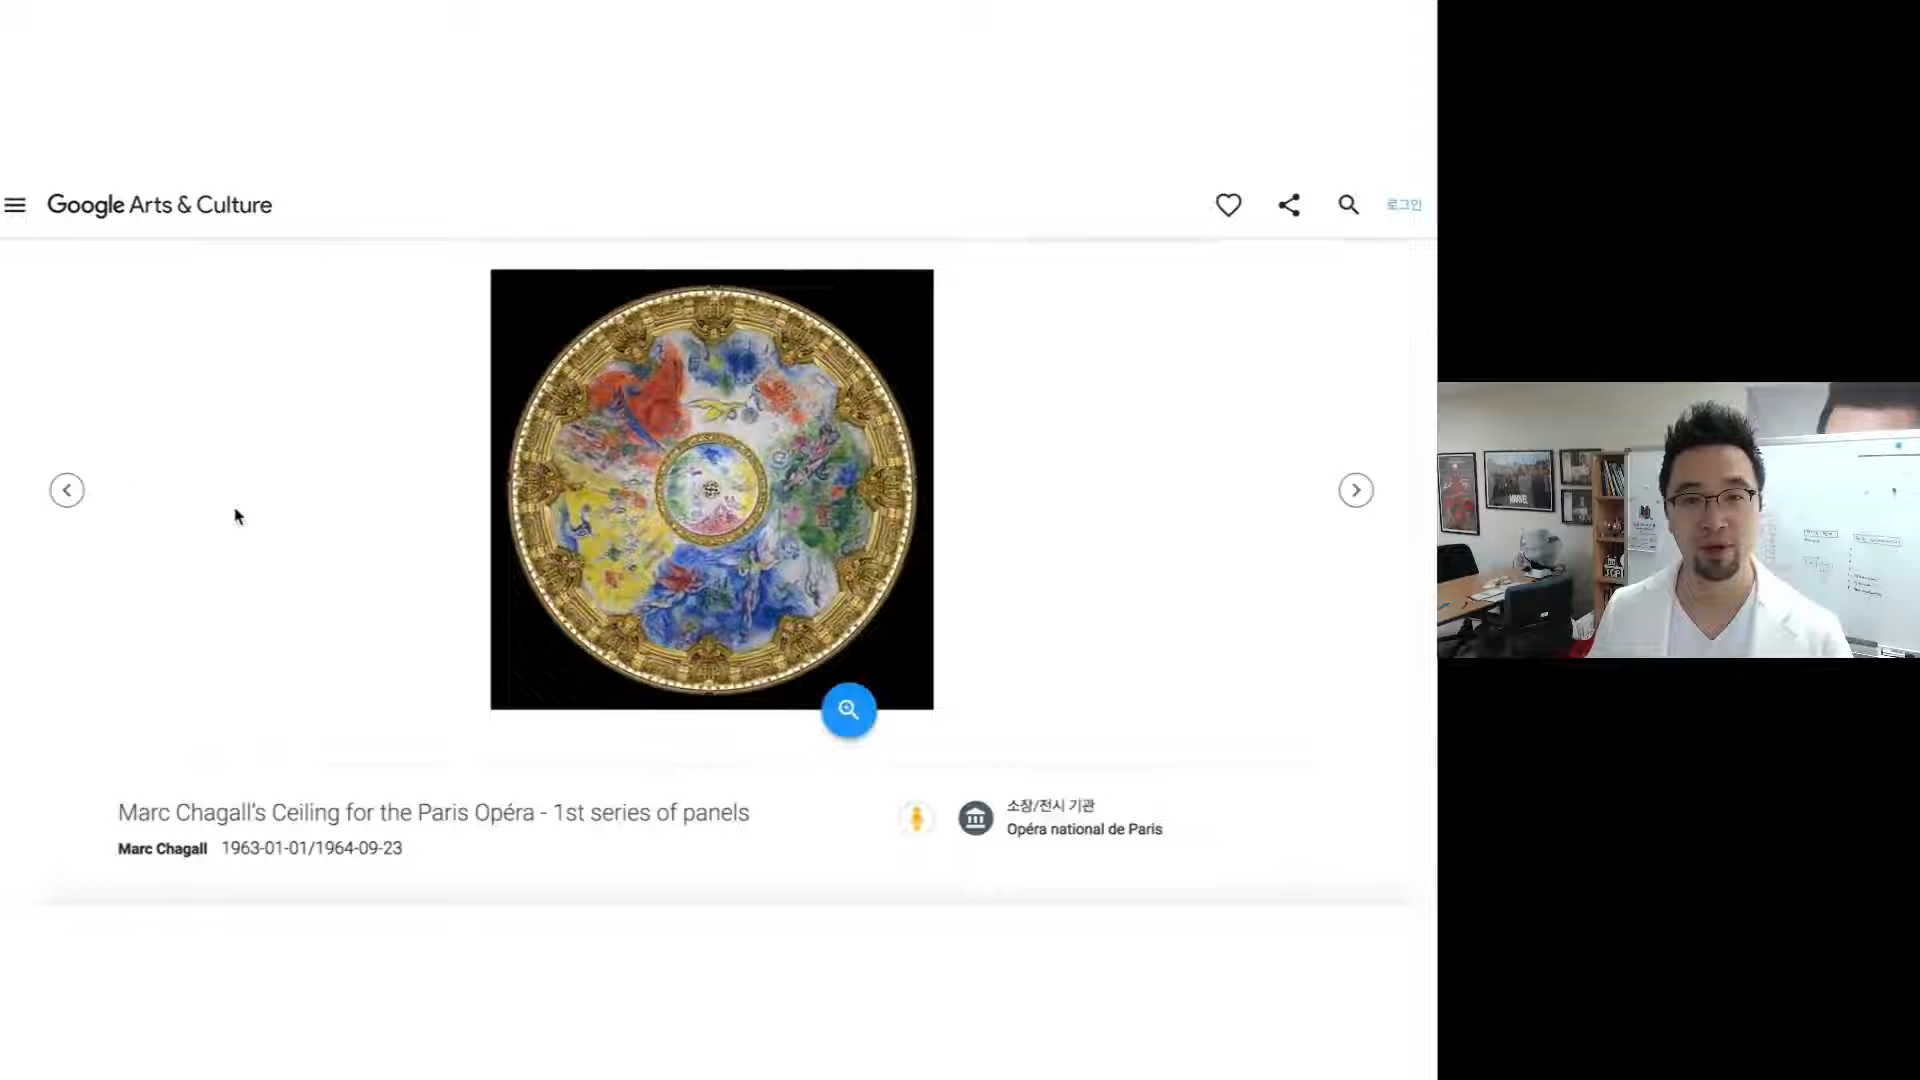 Google Arts & Culture
로그인
Marc Chagall's Ceiling for the Paris Opéra - 1st series of panels
Marc Chagall 1963-01-01/1964-09-23
소장/전시 기관
Opéra national de Paris
MARVEL